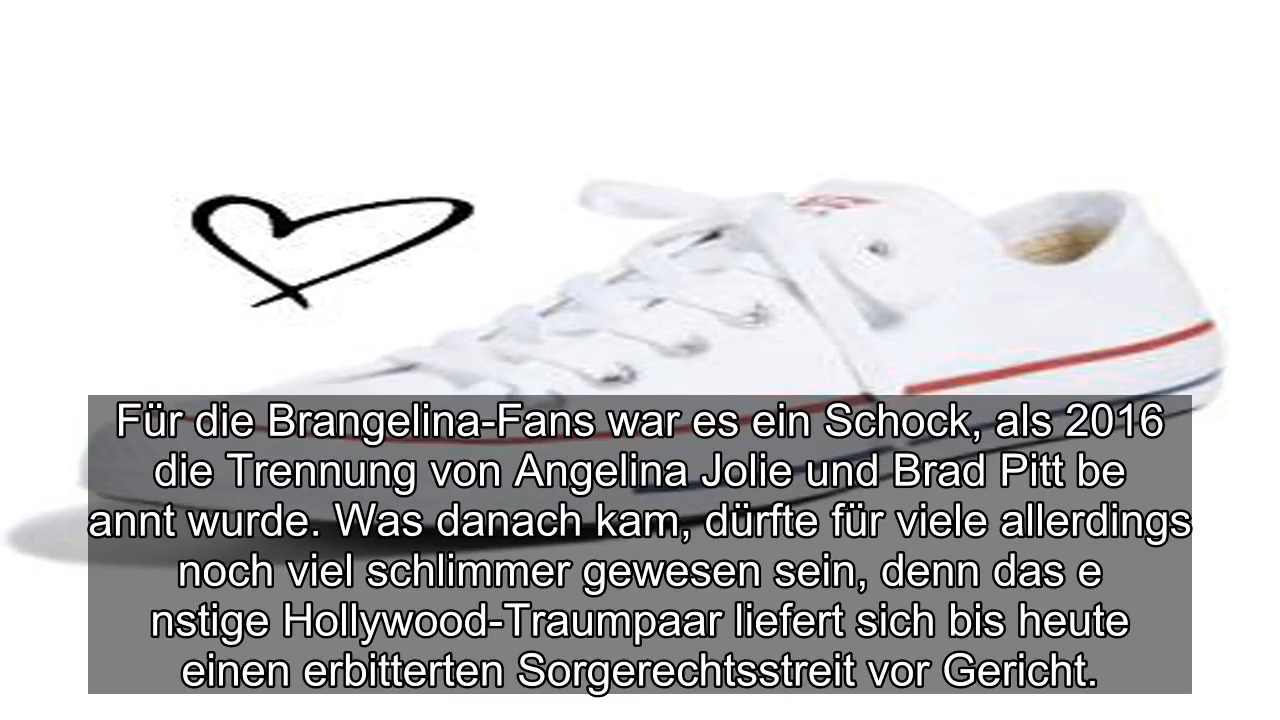 Für die Brangelina-Fans war es ein Schock, als 2016
die Trennung von Angelina Jolie und Brad Pitt be
annt wurde. Was danach kam, dürfte für viele allerdings
noch viel schlimmer gewesen sein, denn das e
nstige Hollywood-Traumpaar liefert sich bis heute
einen erbitterten Sorgerechtsstreit vor Gericht.